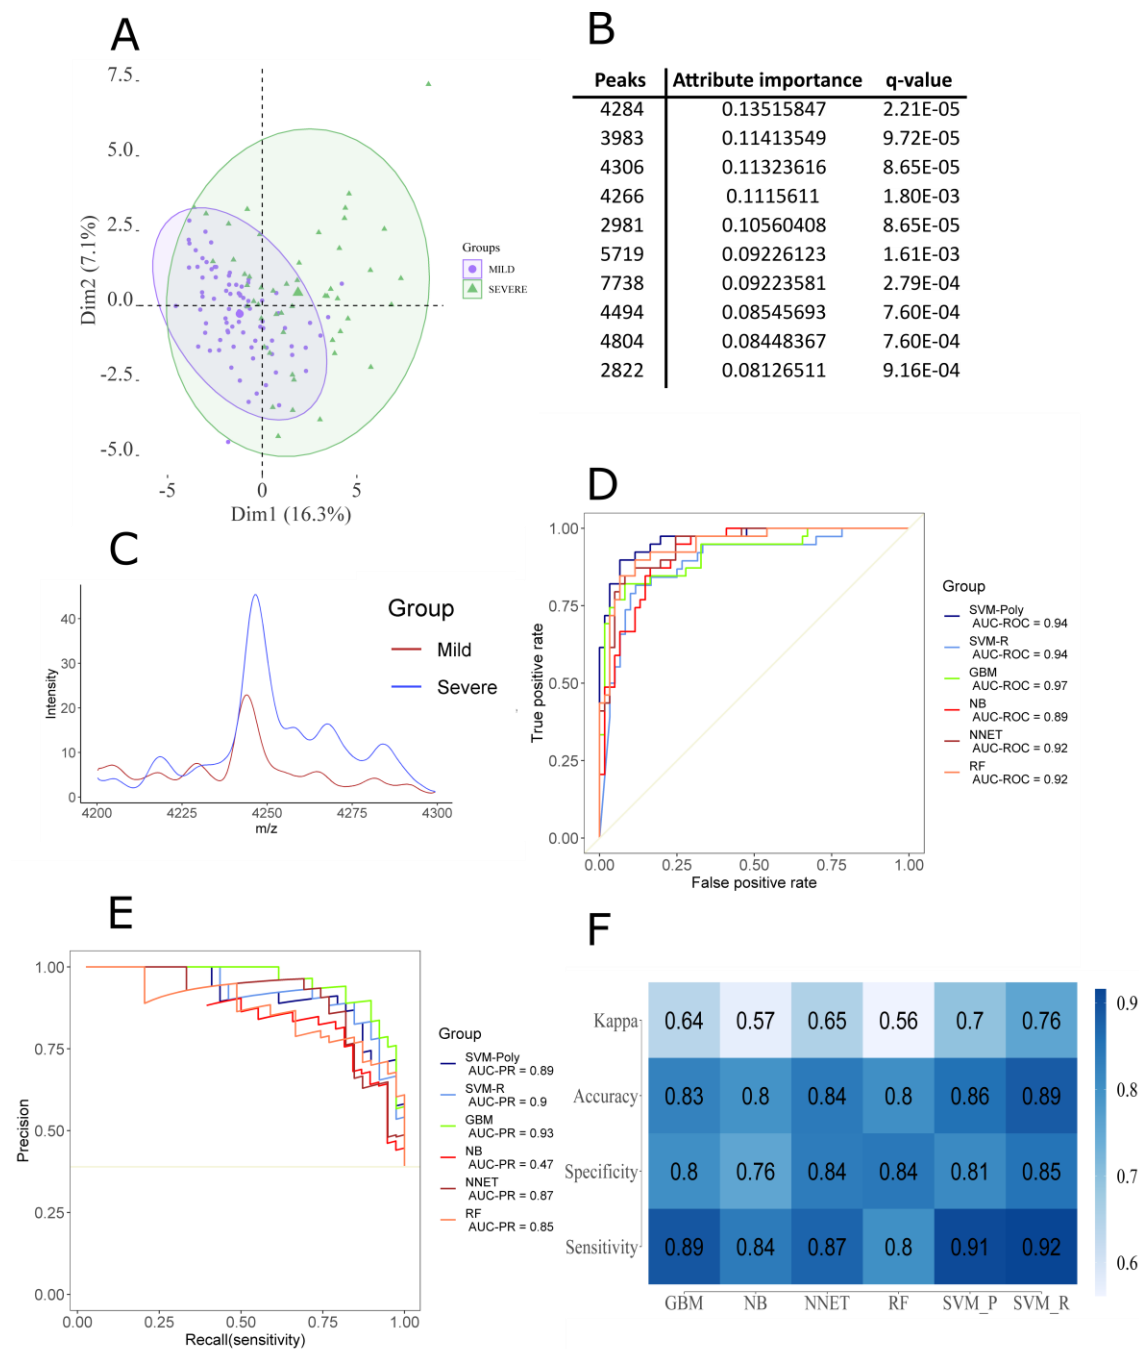 A
7.5
5.0
2.5
0.0
-2.5
-5.0
Dim2 (7.1%)
-5 0 5
Dim1 (16.3%)
Groups
MILD
SEVERE
B
Peaks Attribute importance q-value
4284 0.13515847 2.21E-05
3983 0.11413549 9.72E-05
4306 0.11323616 8.65E-05
4266 0.1115611 1.80E-03
2981 0.10560408 8.65E-05
5719 0.09226123 1.61E-03
7738 0.09223581 2.79E-04
4494 0.08545693 7.60E-04
4804 0.08448367 7.60E-04
2822 0.08126511 9.16E-04
C
Intensity
40
30
20
10
0
4200 4225 4250 4275 4300
m/z
Group
Mild
Severe
D
True positive rate
1.00
0.75
0.50
0.25
0.00
0.00 0.25 0.50 0.75 1.00
False positive rate
Group
SVM-Poly
AUC-ROC = 0.94
SVM-R
AUC-ROC = 0.94
GBM
AUC-ROC = 0.97
NB
AUC-ROC = 0.89
NNET
AUC-ROC = 0.92
RF
AUC-ROC = 0.92
E
Precision
1.00
0.75
0.50
0.25
0.00
0.00 0.25 0.50 0.75 1.00
Recall(sensitivity)
Group
SVM-Poly
AUC-PR = 0.89
SVM-R
AUC-PR = 0.9
GBM
AUC-PR = 0.93
NB
AUC-PR = 0.47
NNET
AUC-PR = 0.87
RF
AUC-PR = 0.85
F
Kappa 0.64 0.57 0.65 0.56 0.7 0.76
Accuracy 0.83 0.8 0.84 0.8 0.86 0.89
Specificity 0.8 0.76 0.84 0.84 0.81 0.85
Sensitivity 0.89 0.84 0.87 0.8 0.91 0.92
GBM NB NNET RF SVM_P SVM_R
0.9
0.8
0.7
0.6